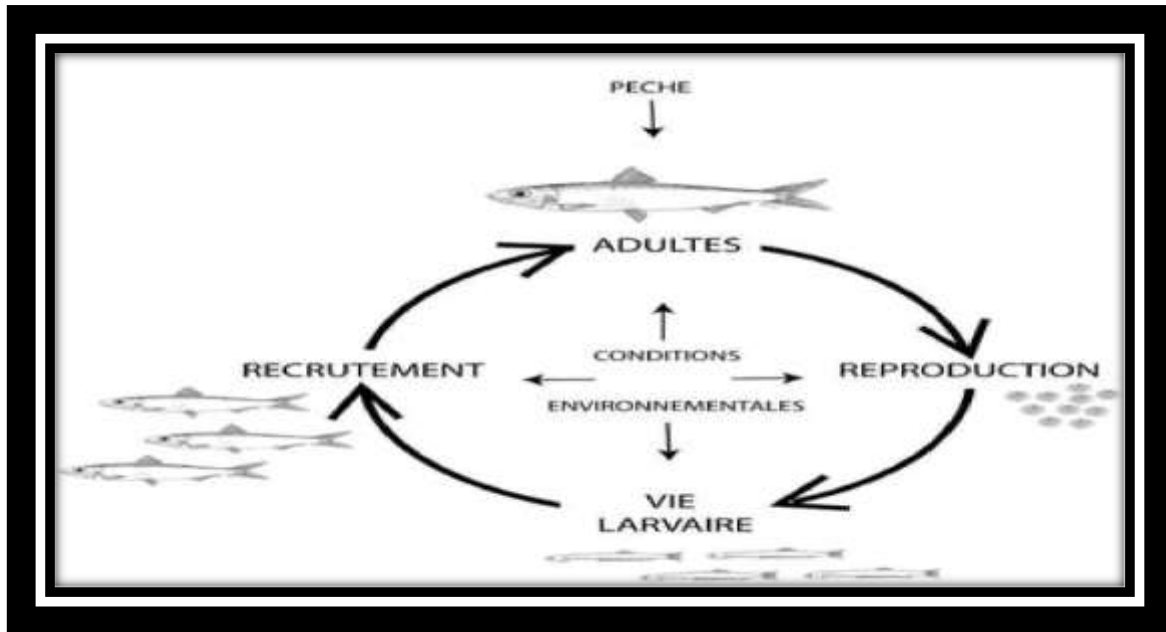 PECHE
ADULTES
CONDITIONS
RECRUTEMENT
REPRODUCTION
ENVIRONNEMENTALES
VIE
LARVAIRE